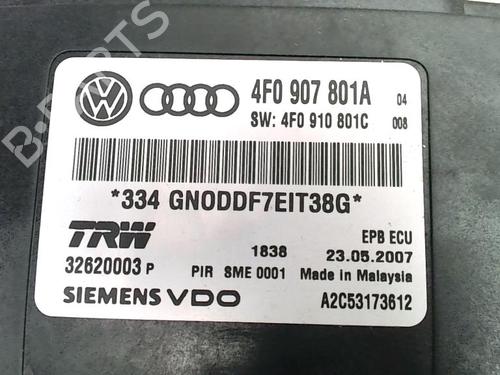 B-PARTS
4F0 907 801A 04
SW: 4F0 910 801C 008
*334 GNODDF7EIT38G*
TRW 1838 EPB ECU
23.05.2007
32620003 P PIR SME 0001 Made in Malaysia
SIEMENS VDO A2C53173612